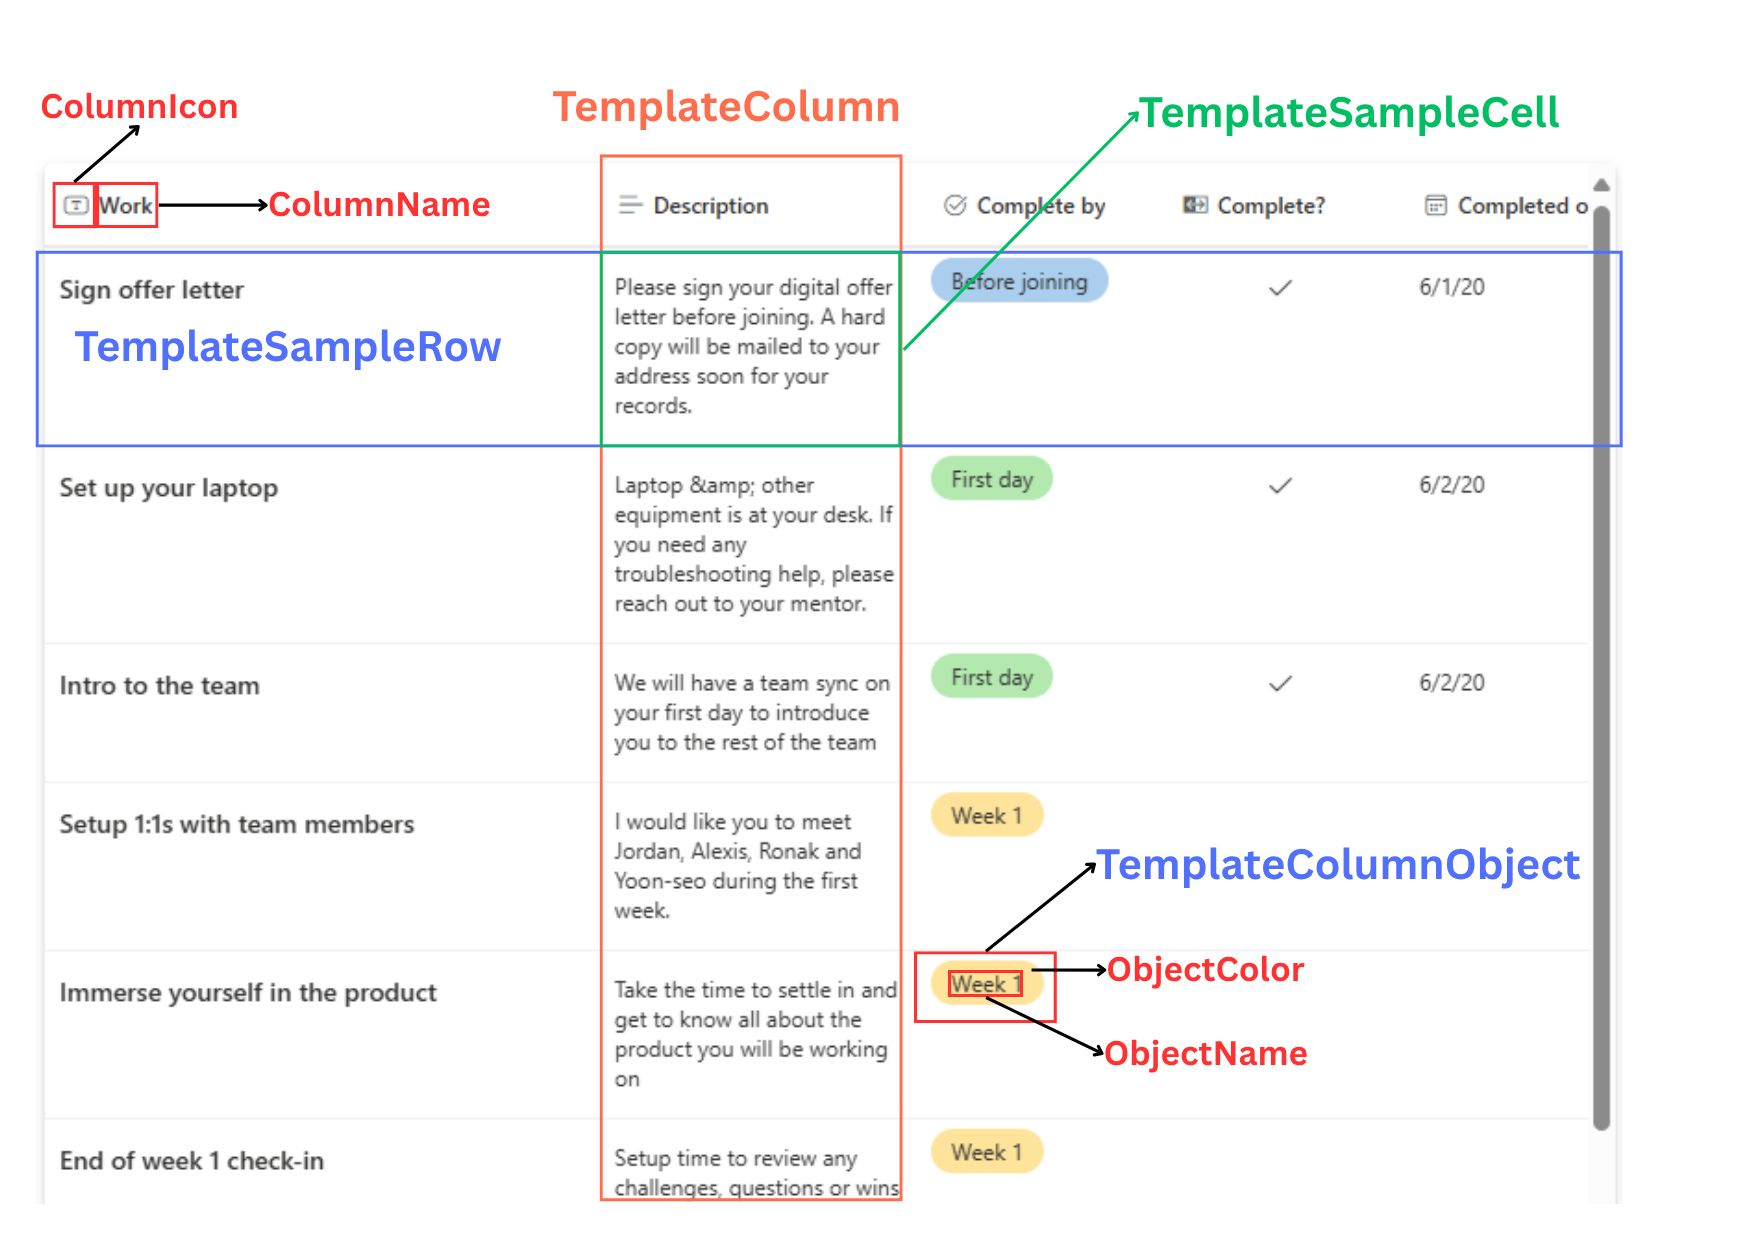 ColumnIcon
TemplateColumn
TemplateSampleCell
Work
ColumnName
Description
Complete by
Complete?
Completed o
Sign offer letter
TemplateSampleRow
Please sign your digital offer
letter before joining. A hard
copy will be mailed to your
address soon for your
records.
Before joining
6/1/20
Set up your laptop
Laptop &amp; other
equipment is at your desk. If
you need any
troubleshooting help, please
reach out to your mentor.
First day
6/2/20
Intro to the team
We will have a team sync on
your first day to introduce
you to the rest of the team
First day
6/2/20
Setup 1:1s with team members
I would like you to meet
Jordan, Alexis, Ronak and
Yoon-seo during the first
week.
Week 1
TemplateColumnObject
Immerse yourself in the product
Take the time to settle in and
get to know all about the
product you will be working
on
Week 1
ObjectColor
ObjectName
End of week 1 check-in
Setup time to review any
challenges, questions or wins
Week 1